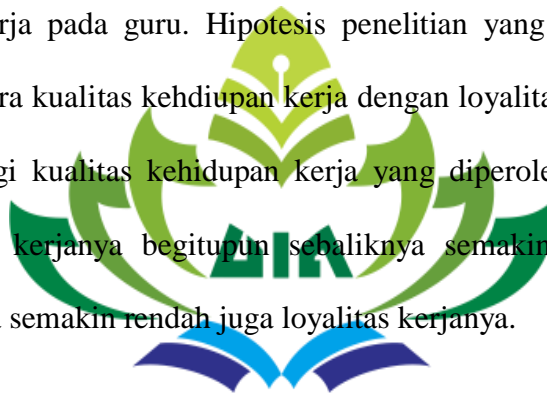 rja pada guru. Hipotesis penelitian yang
ra kualitas kehdiupan kerja dengan loyalita
gi kualitas kehidupan kerja yang diperole
kerjanya begitupun sebaliknya semakin
semakin rendah juga loyalitas kerjanya.